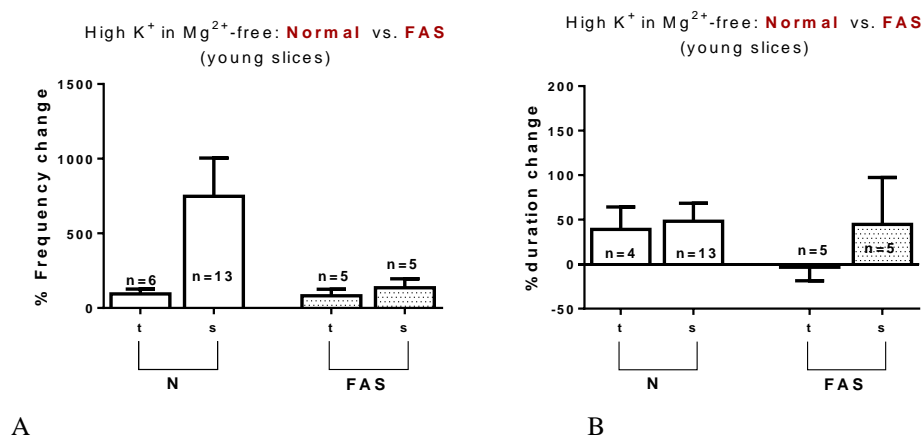 High K+ in Mg2+-free: Normal vs. FAS
(young slices)
% Frequency change
1500
1000
500
0
n=6
n=13
n=5
n=5
t
s
t
s
N
FAS
A
High K+ in Mg2+-free: Normal vs. FAS
(young slices)
%duration change
200
150
100
50
0
-50
n=4
n=13
n=5
n=5
t
s
t
s
N
FAS
B